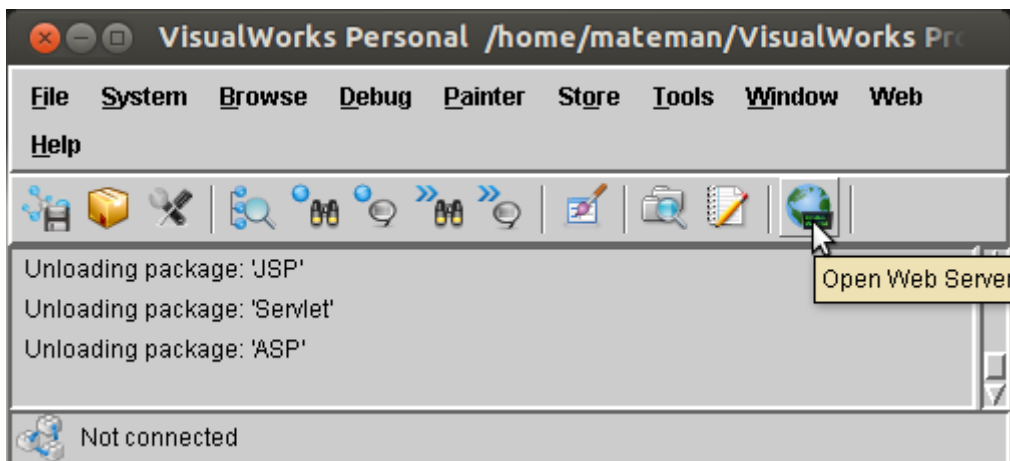 VisualWorks Personal /home/mateman/VisualWorks
File System Browse Debug Painter Store Tools Window Web
Help
Unloading package: 'JSP'
Open Web Server
Unloading package: 'Servlet'
Unloading package: 'ASP'
Not connected